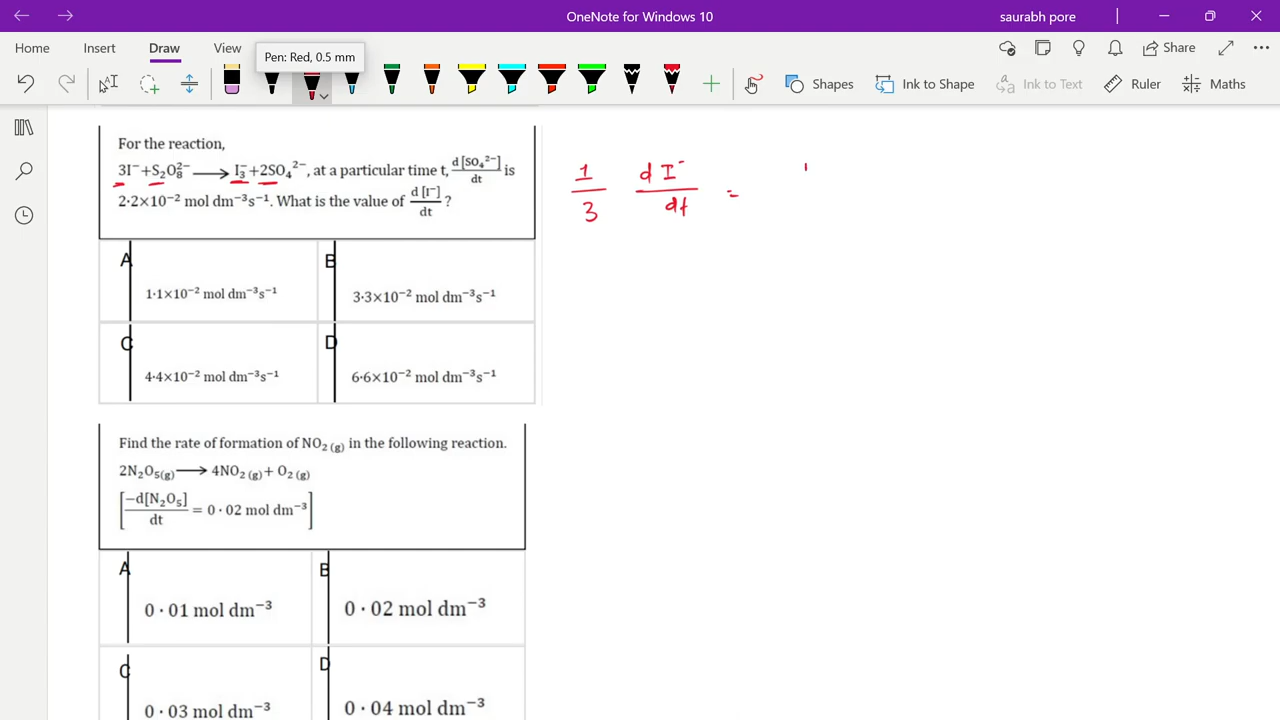 OneNote for Windows 10
saurabh pore
Home Insert Draw View
Share
Pen: Red, 0.5 mm
Shapes Ink to Shape Ink to Text Ruler Maths
For the reaction,
3I⁻+S₂O₈²⁻ ⟶ I₃⁻+2SO₄²⁻, at a particular time t, d[SO₄²⁻]/dt is
2·2×10⁻² mol dm⁻³s⁻¹. What is the value of d[I⁻]/dt ?
A
1·1×10⁻² mol dm⁻³s⁻¹
B
3·3×10⁻² mol dm⁻³s⁻¹
C
4·4×10⁻² mol dm⁻³s⁻¹
D
6·6×10⁻² mol dm⁻³s⁻¹
1/3 dI⁻/dt =
Find the rate of formation of NO₂ (g) in the following reaction.
2N₂O₅(g) ⟶ 4NO₂ (g) + O₂ (g)
[−d[N₂O₅]/dt = 0·02 mol dm⁻³]
A
0·01 mol dm⁻³
B
0·02 mol dm⁻³
C
0·03 mol dm⁻³
D
0·04 mol dm⁻³